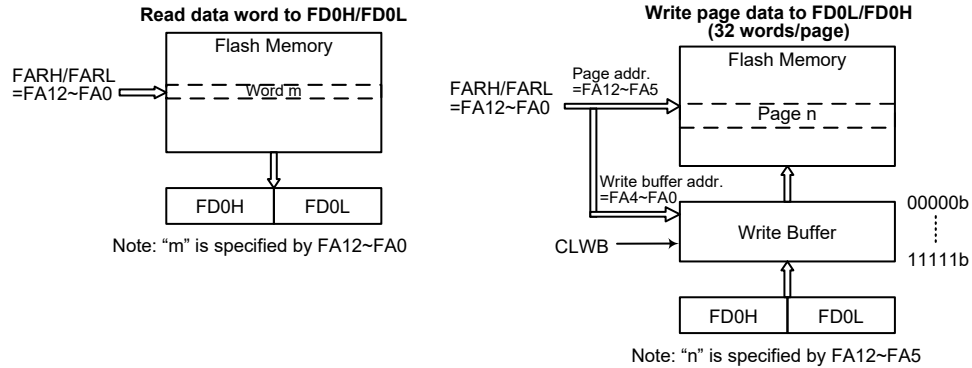 Read data word to FD0H/FD0L
Flash Memory
FARH/FARL
=FA12~FA0
Word m
FD0H
FD0L
Note: “m” is specified by FA12~FA0
Write page data to FD0L/FD0H
(32 words/page)
Flash Memory
FARH/FARL
=FA12~FA0
Page addr.
=FA12~FA5
Page n
Write buffer addr.
=FA4~FA0
Write Buffer
00000b
11111b
CLWB
FD0H
FD0L
Note: “n” is specified by FA12~FA5